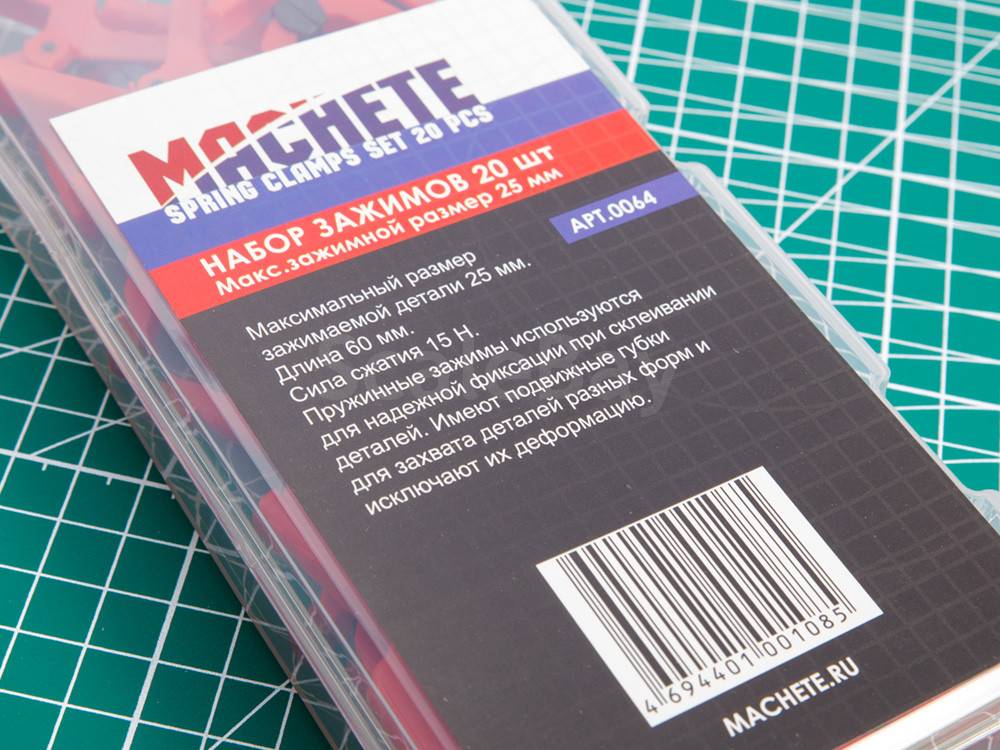 MACHETE
SPRING CLAMPS SET 20 PCS
НАБОР ЗАЖИМОВ 20 ШТ
Макс.зажимной размер 25 мм
АРТ.0064
Максимальный размер
зажимаемой детали 25 мм.
Длина 60 мм.
Сила сжатия 15 Н.
Пружинные зажимы используются
для надежной фиксации при склеивании
деталей. Имеют подвижные губки
для захвата деталей разных форм и
исключают их деформацию.
4 694401 001085
MACHETE.RU